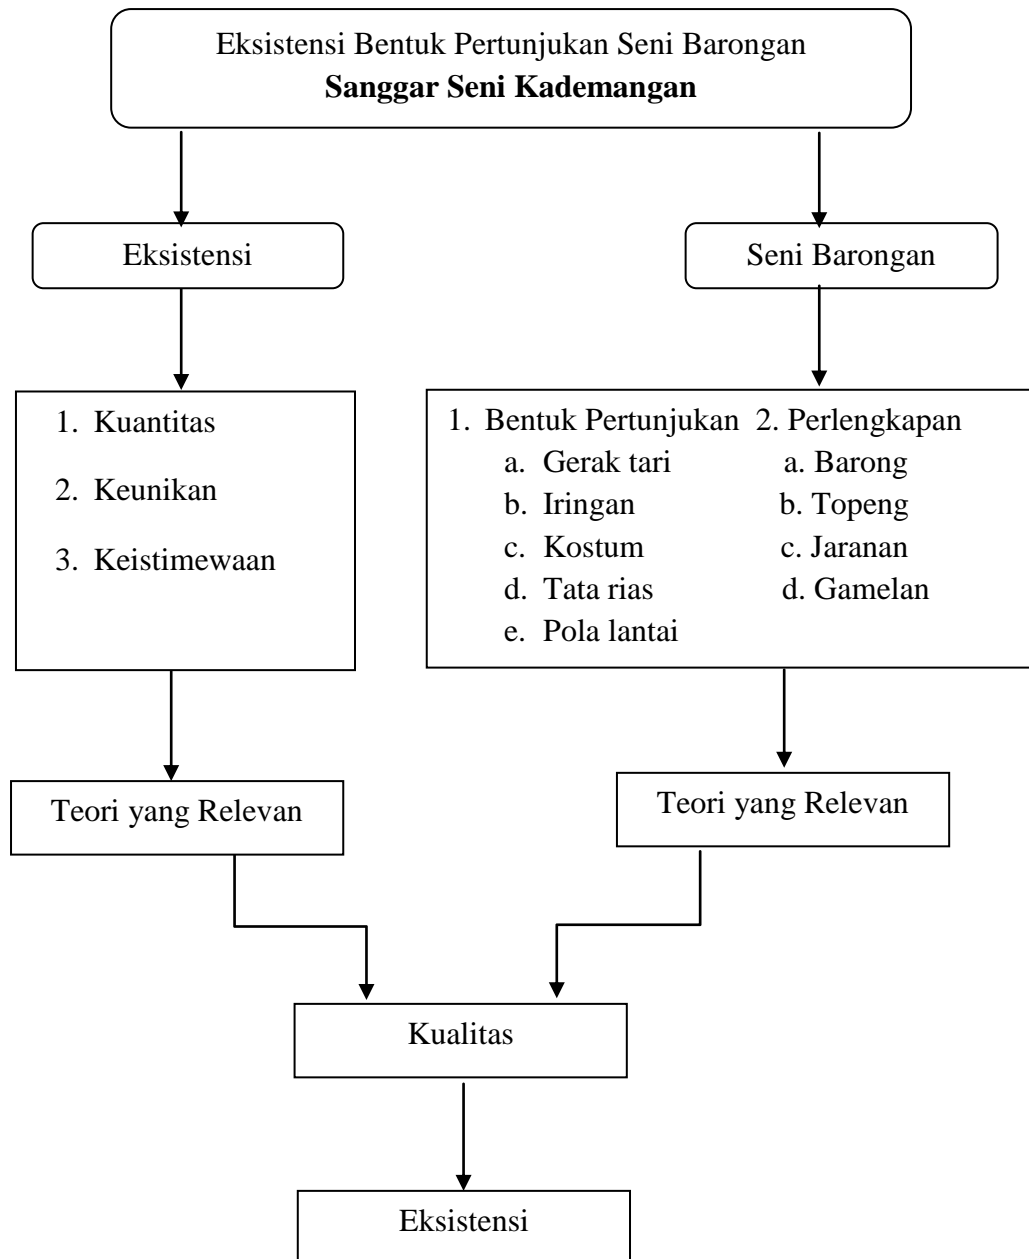 Eksistensi Bentuk Pertunjukan Seni Barongan
Sanggar Seni Kademangan
Eksistensi
Seni Barongan
1. Kuantitas
2. Keunikan
3. Keistimewaan
1. Bentuk Pertunjukan 2. Perlengkapan
a. Gerak tari a. Barong
b. Iringan b. Topeng
c. Kostum c. Jaranan
d. Tata rias d. Gamelan
e. Pola lantai
Teori yang Relevan
Teori yang Relevan
Kualitas
Eksistensi